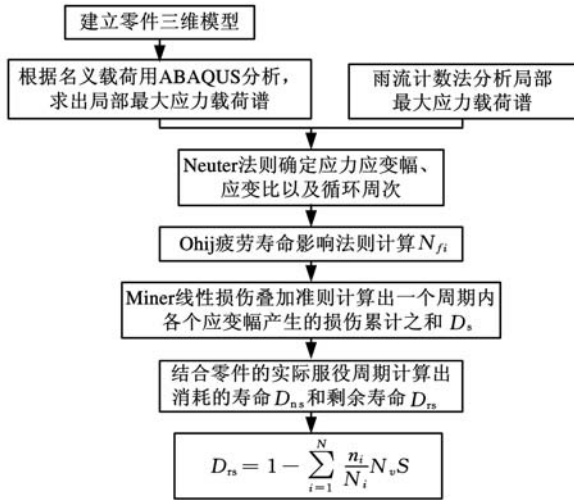 建立零件三维模型
根据名义载荷用ABAQUS分析，
求出局部最大应力载荷谱
雨流计数法分析局部
最大应力载荷谱
Neuter法则确定应力应变幅、
应变比以及循环周次
Ohij疲劳寿命影响法则计算N_{fi}
Miner线性损伤叠加准则计算出一个周期内
各个应变幅产生的损伤累计之和 D_s
结合零件的实际服役周期计算出
消耗的寿命D_{ns}和剩余寿命D_{rs}
D_{rs} = 1 - \sum_{i=1}^{N} \frac{n_i}{N_i} N_v S